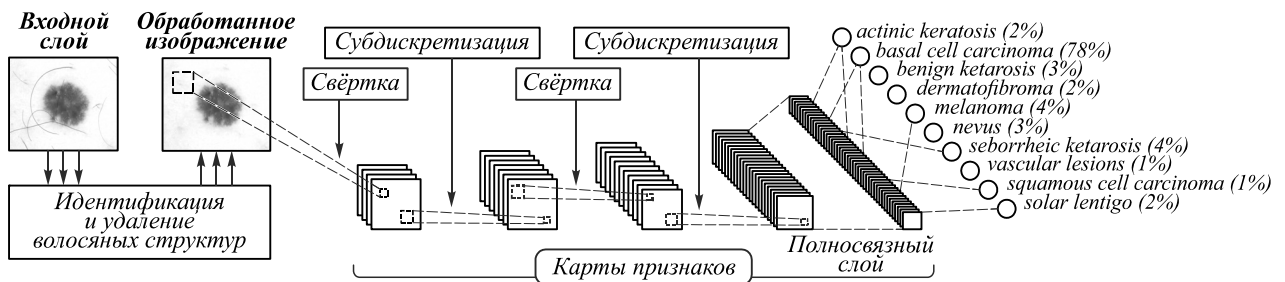 Входной
слой
Обработанное
изображение
Идентификация
и удаление
волосяных структур
Субдискретизация
Свёртка
Субдискретизация
Свёртка
Карты признаков
Полносвязный
слой
actinic keratosis (2%)
basal cell carcinoma (78%)
benign ketarosis (3%)
dermatofibroma (2%)
melanoma (4%)
nevus (3%)
seborrheic ketarosis (4%)
vascular lesions (1%)
squamous cell carcinoma (1%)
solar lentigo (2%)